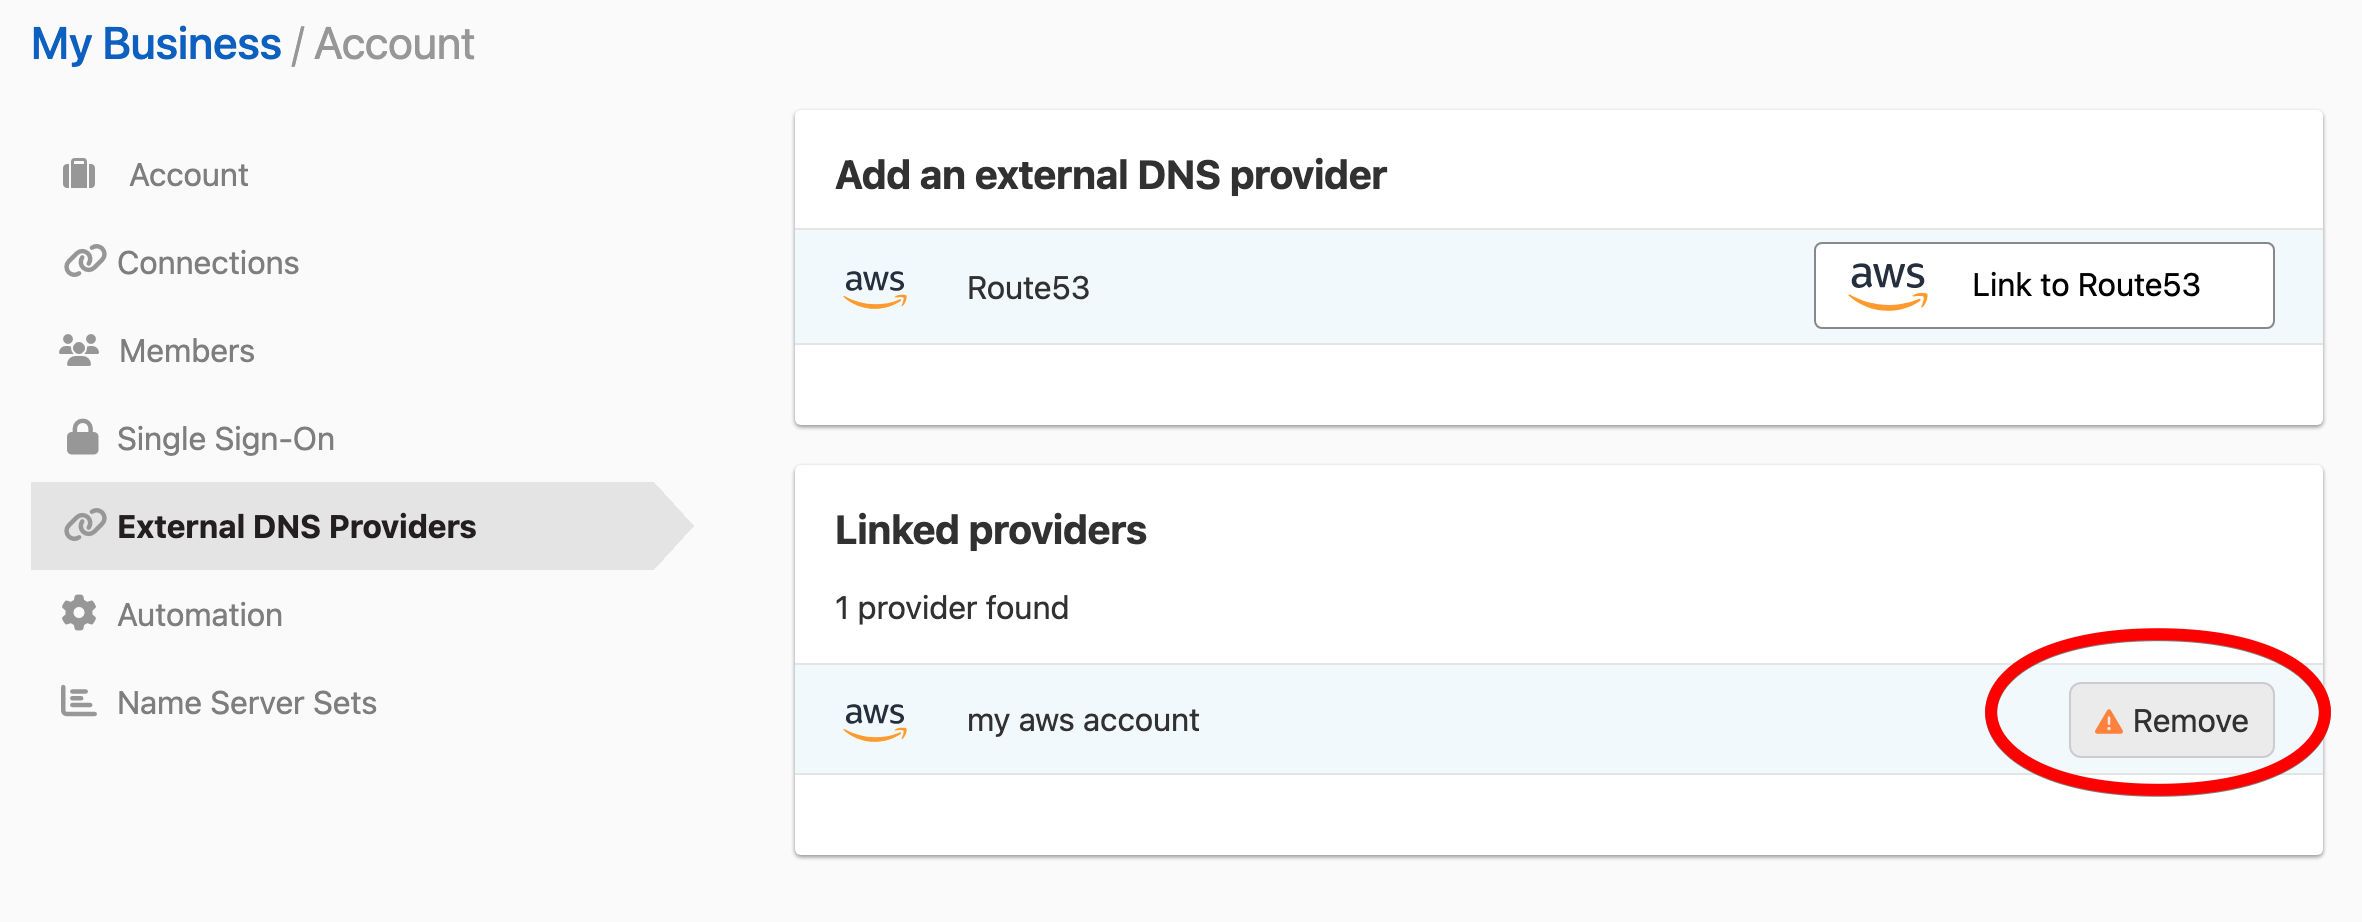 My Business / Account
Account
Connections
Members
Single Sign-On
External DNS Providers
Automation
Name Server Sets
Add an external DNS provider
aws Route53 aws Link to Route53
Linked providers
1 provider found
aws my aws account Remove